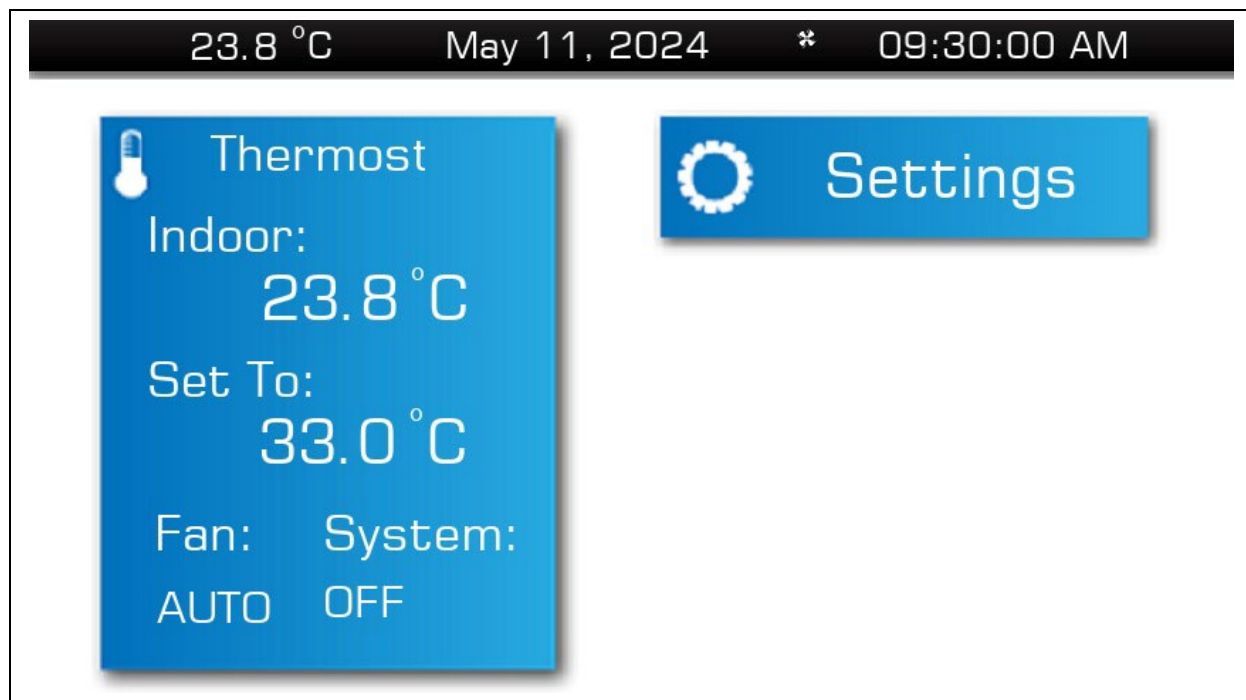 23.8 °C May 11, 2024 09:30:00 AM
Thermost
Indoor:
23.8 °C
Set To:
33.0 °C
Fan: System:
AUTO OFF
Settings